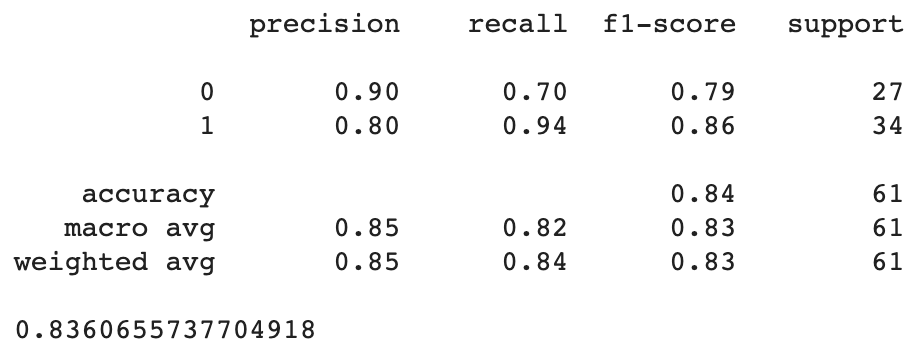 precision recall f1-score support
0 0.90 0.70 0.79 27
1 0.80 0.94 0.86 34
accuracy 0.84 61
macro avg 0.85 0.82 0.83 61
weighted avg 0.85 0.84 0.83 61
0.8360655737704918